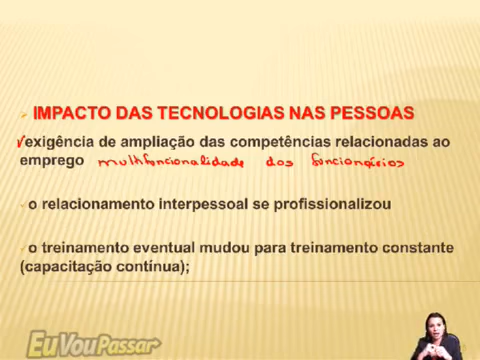 IMPACTO DAS TECNOLOGIAS NAS PESSOAS
exigência de ampliação das competências relacionadas ao
emprego multifuncionalidade dos funcionários
o relacionamento interpessoal se profissionalizou
o treinamento eventual mudou para treinamento constante
(capacitação contínua);
EuVouPassar